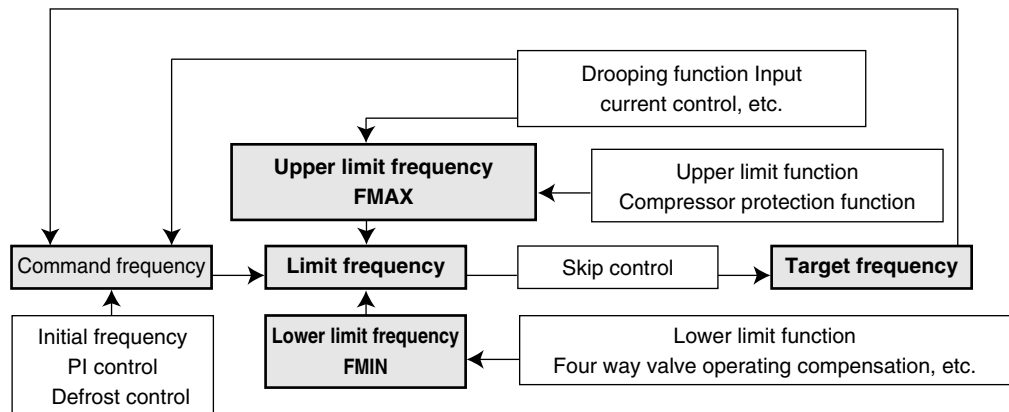 Drooping function Input
current control, etc.
Upper limit frequency
FMAX
Upper limit function
Compressor protection function
Command frequency
Limit frequency
Skip control
Target frequency
Initial frequency
PI control
Defrost control
Lower limit frequency
FMIN
Lower limit function
Four way valve operating compensation, etc.